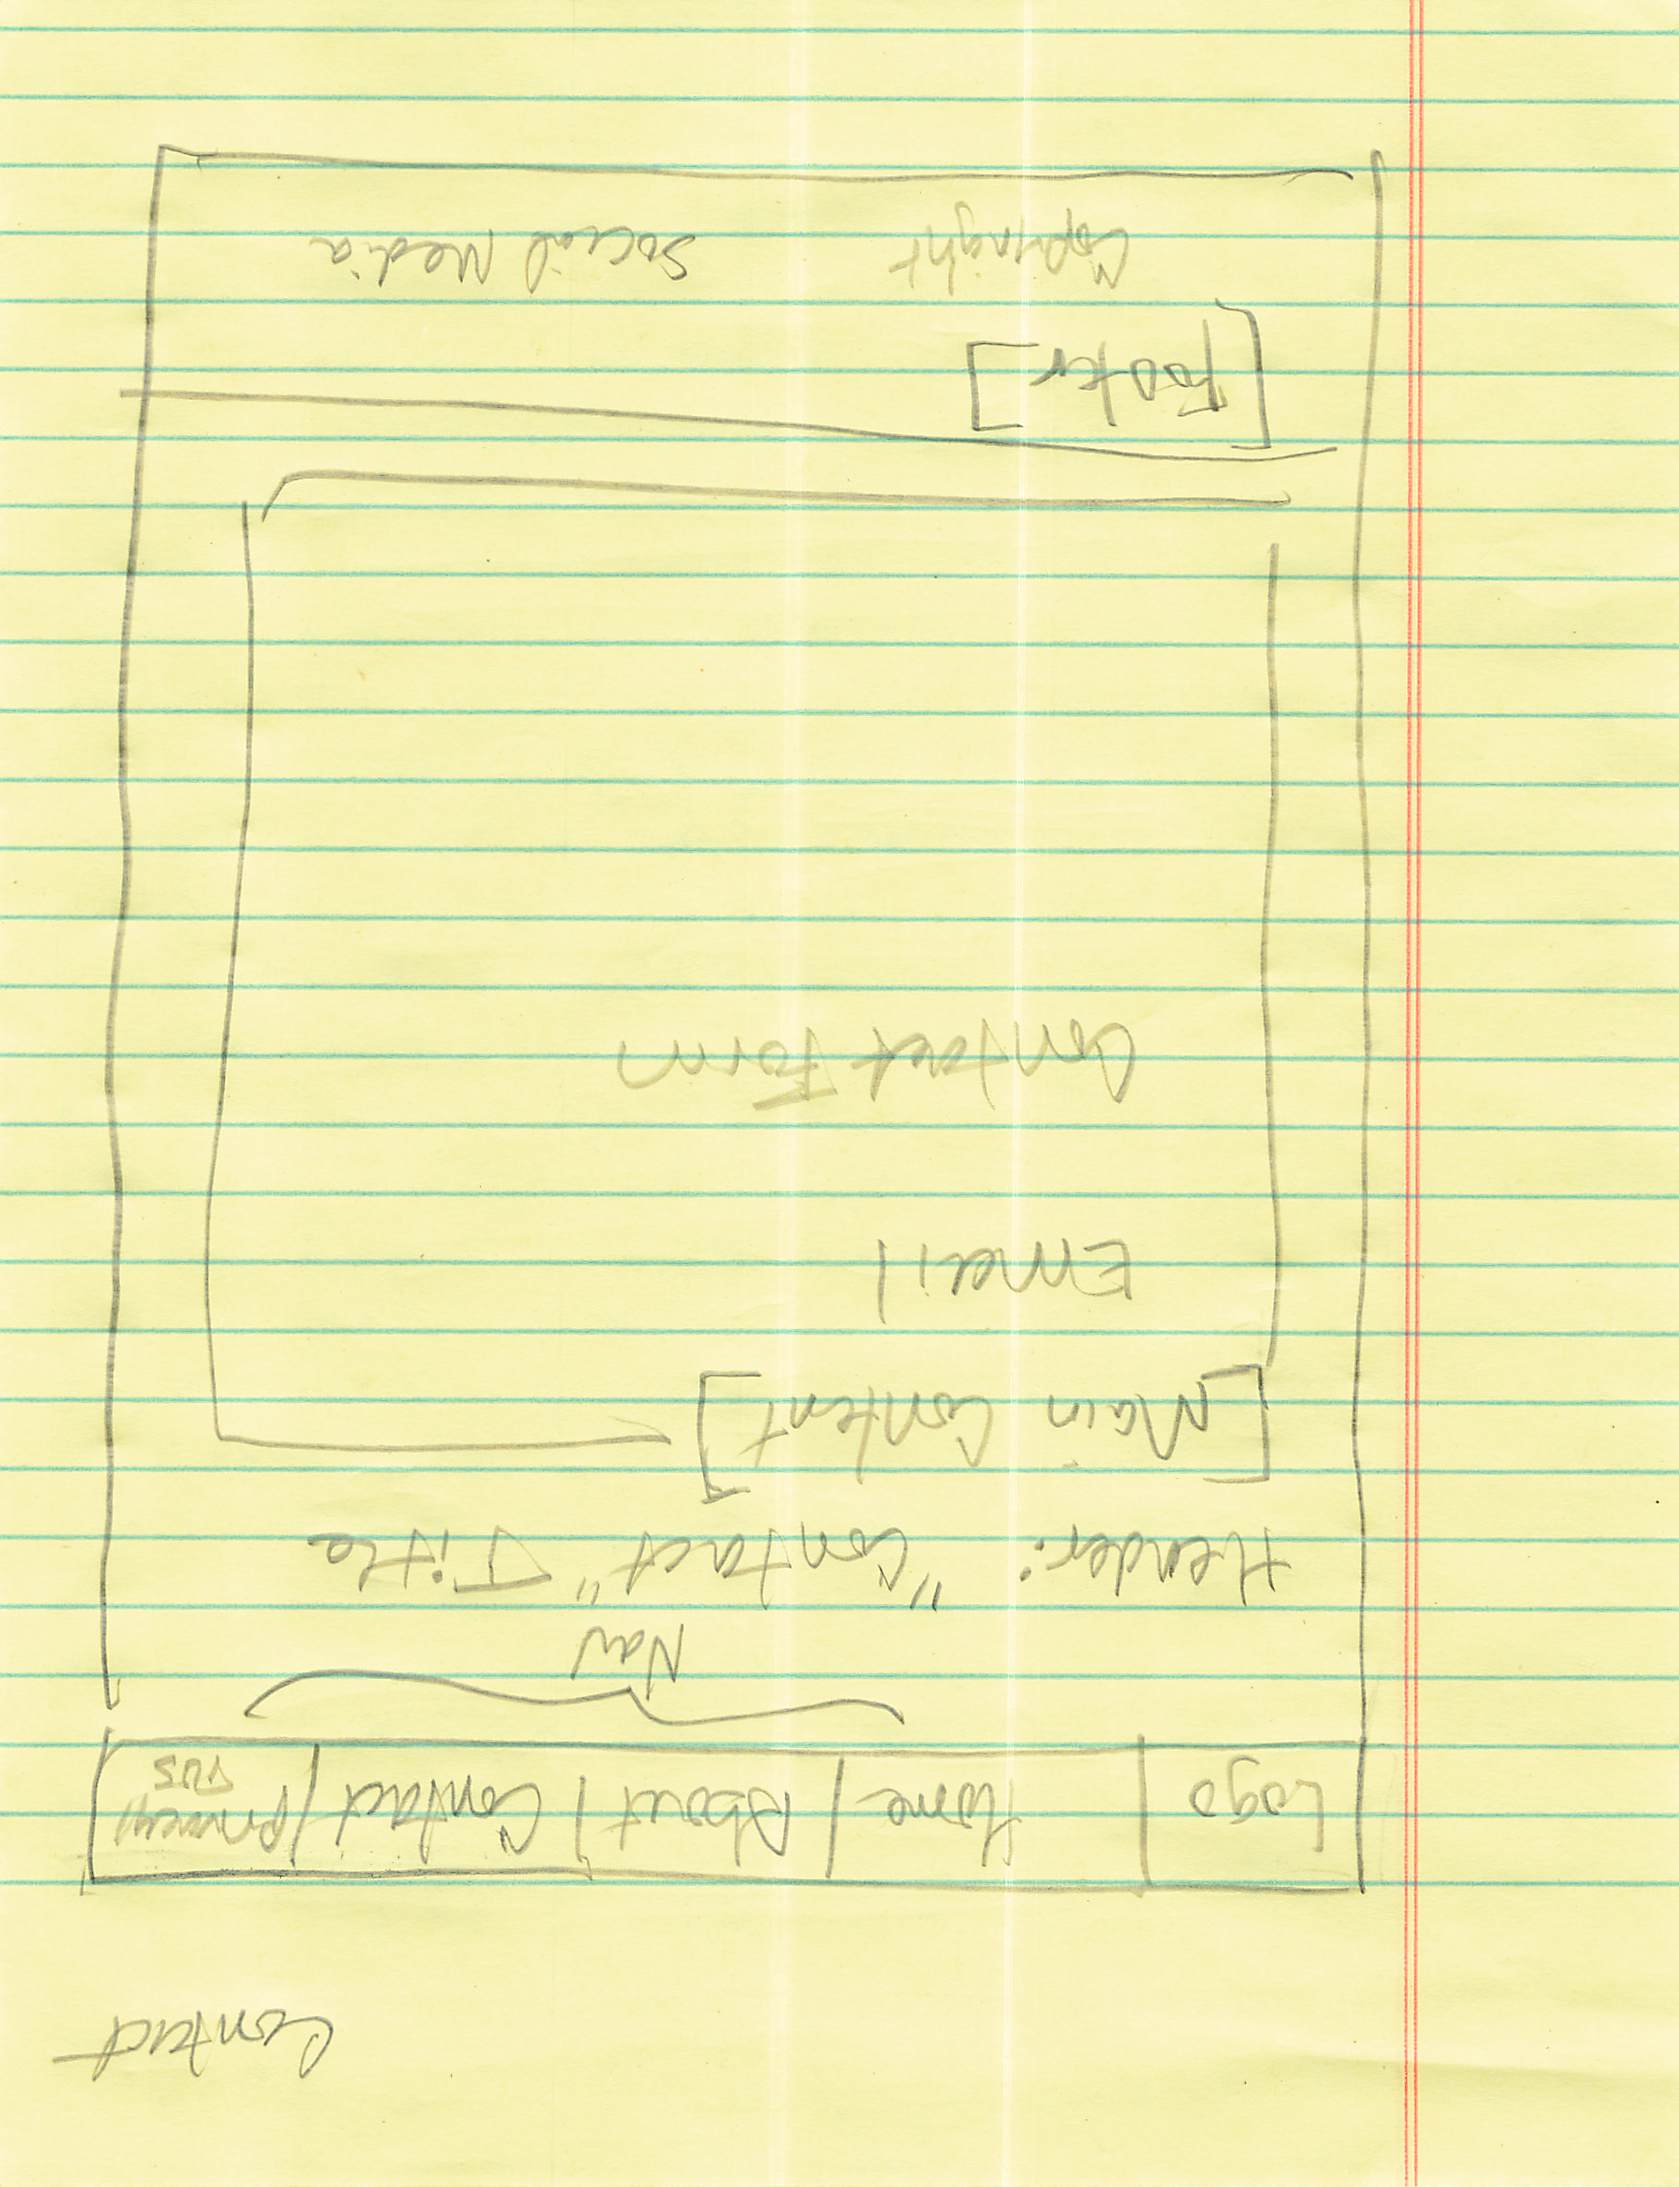 Contact
Logo Home About Contact Privacy/
TOS
Nav
Header: "Contact" Title
[Main Content]
Email
Contact Form
[Footer]
Copyright Social Media